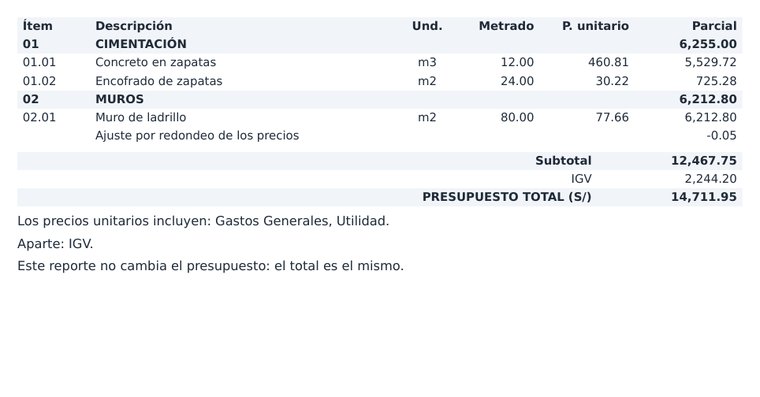 Ítem Descripción Und. Metrado P. unitario Parcial
01 CIMENTACIÓN 6,255.00
01.01 Concreto en zapatas m3 12.00 460.81 5,529.72
01.02 Encofrado de zapatas m2 24.00 30.22 725.28
02 MUROS 6,212.80
02.01 Muro de ladrillo m2 80.00 77.66 6,212.80
Ajuste por redondeo de los precios -0.05
Subtotal 12,467.75
IGV 2,244.20
PRESUPUESTO TOTAL (S/) 14,711.95
Los precios unitarios incluyen: Gastos Generales, Utilidad.
Aparte: IGV.
Este reporte no cambia el presupuesto: el total es el mismo.